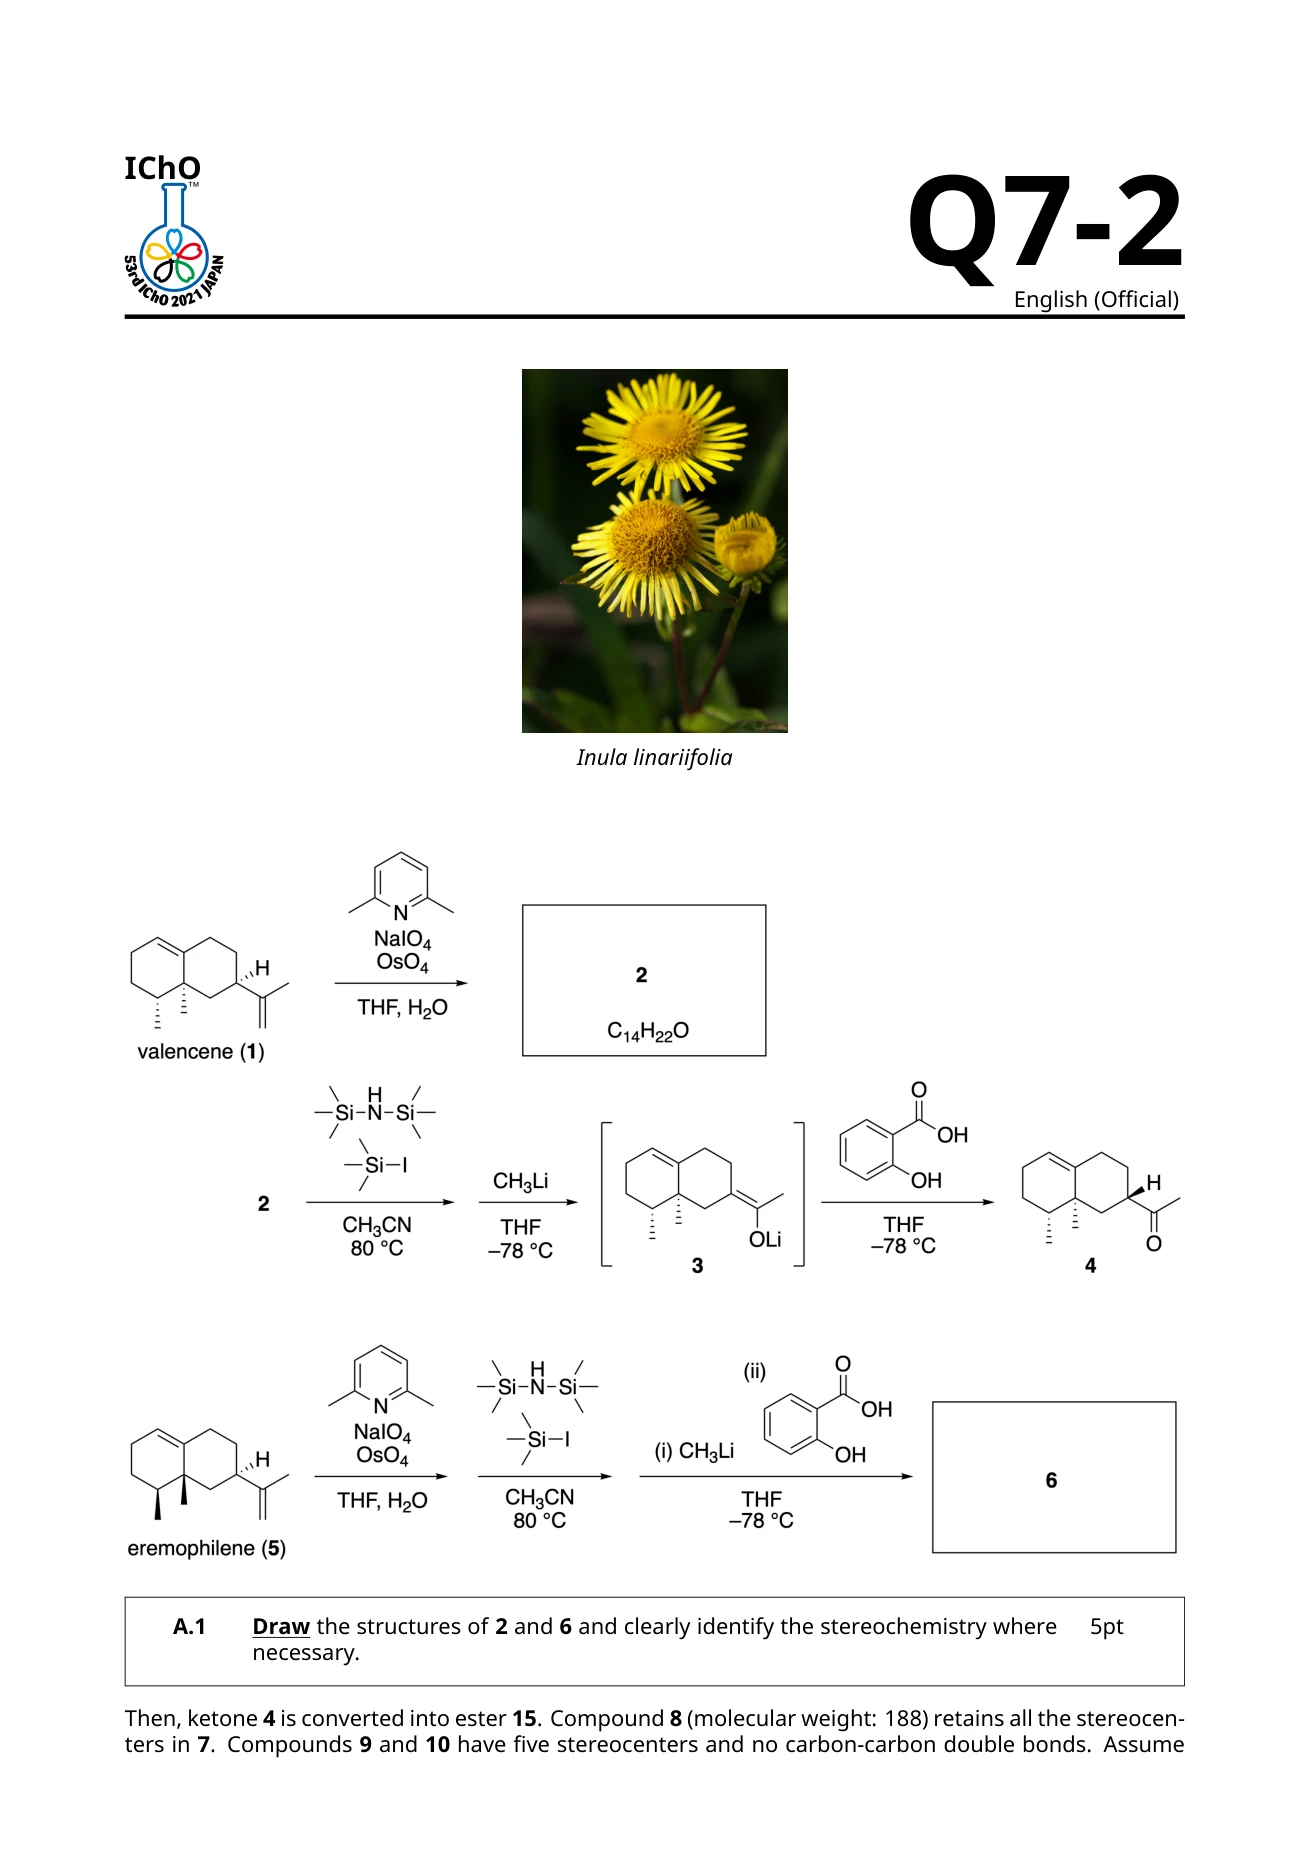 IChO
TM
53rd IChO 2021 JAPAN
Q7-2
English (Official)
Inula linariifolia
N
NaIO4
OsO4
THF, H2O
H
valencene (1)
2
C14H22O
H
Si-N-Si
Si-I
2
CH3CN
80 °C
CH3Li
THF
–78 °C
OLi
3
O
OH
OH
THF
–78 °C
H
O
4
N
NaIO4
OsO4
THF, H2O
H
eremophilene (5)
H
Si-N-Si
Si-I
CH3CN
80 °C
(i) CH3Li
(ii)
O
OH
OH
THF
–78 °C
6
A.1 Draw the structures of 2 and 6 and clearly identify the stereochemistry where 5pt
necessary.
Then, ketone 4 is converted into ester 15. Compound 8 (molecular weight: 188) retains all the stereocen-
ters in 7. Compounds 9 and 10 have five stereocenters and no carbon-carbon double bonds. Assume